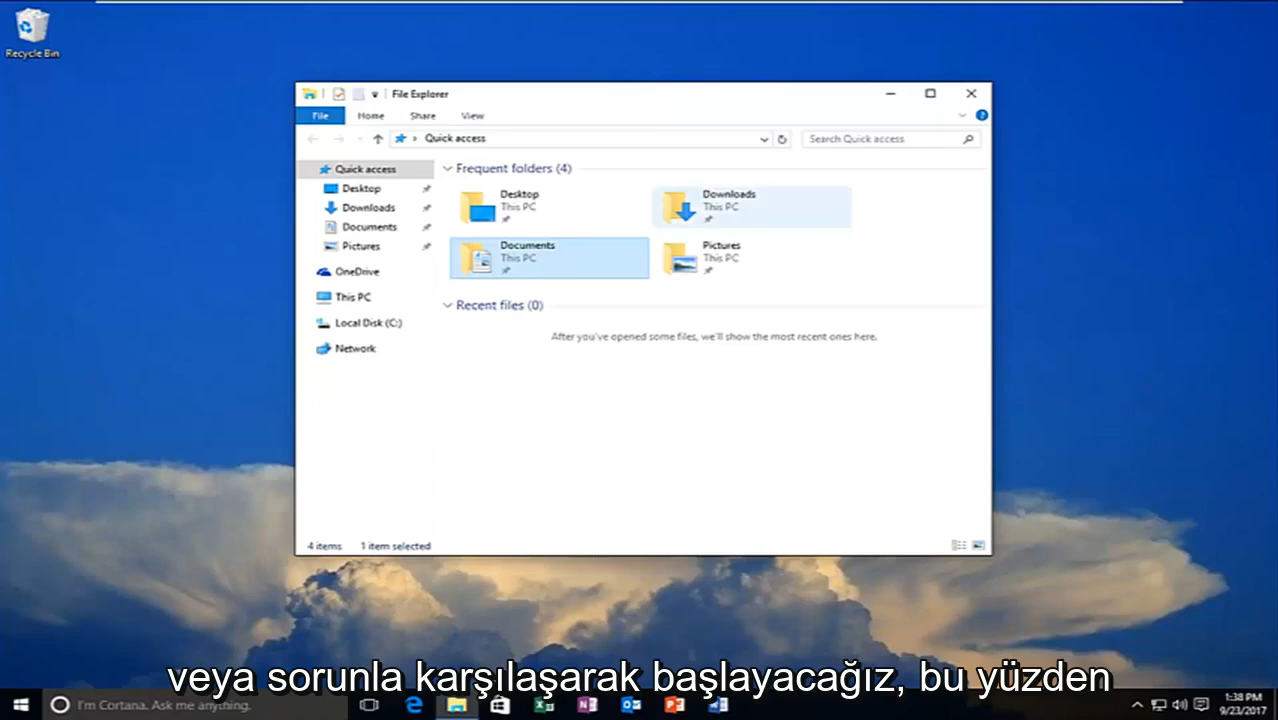 Recycle Bin
File Explorer
File Home Share View
Quick access
Search Quick access
Quick access
Desktop
Downloads
Documents
Pictures
OneDrive
This PC
Local Disk (C:)
Network
Frequent folders (4)
Desktop
This PC
Downloads
This PC
Documents
This PC
Pictures
This PC
Recent files (0)
After you've opened some files, we'll show the most recent ones here.
4 items 1 item selected
veya sorunla karşılaşarak başlayacağız, bu yüzden
I'm Cortana. Ask me anything.
1:38 PM
9/23/2017